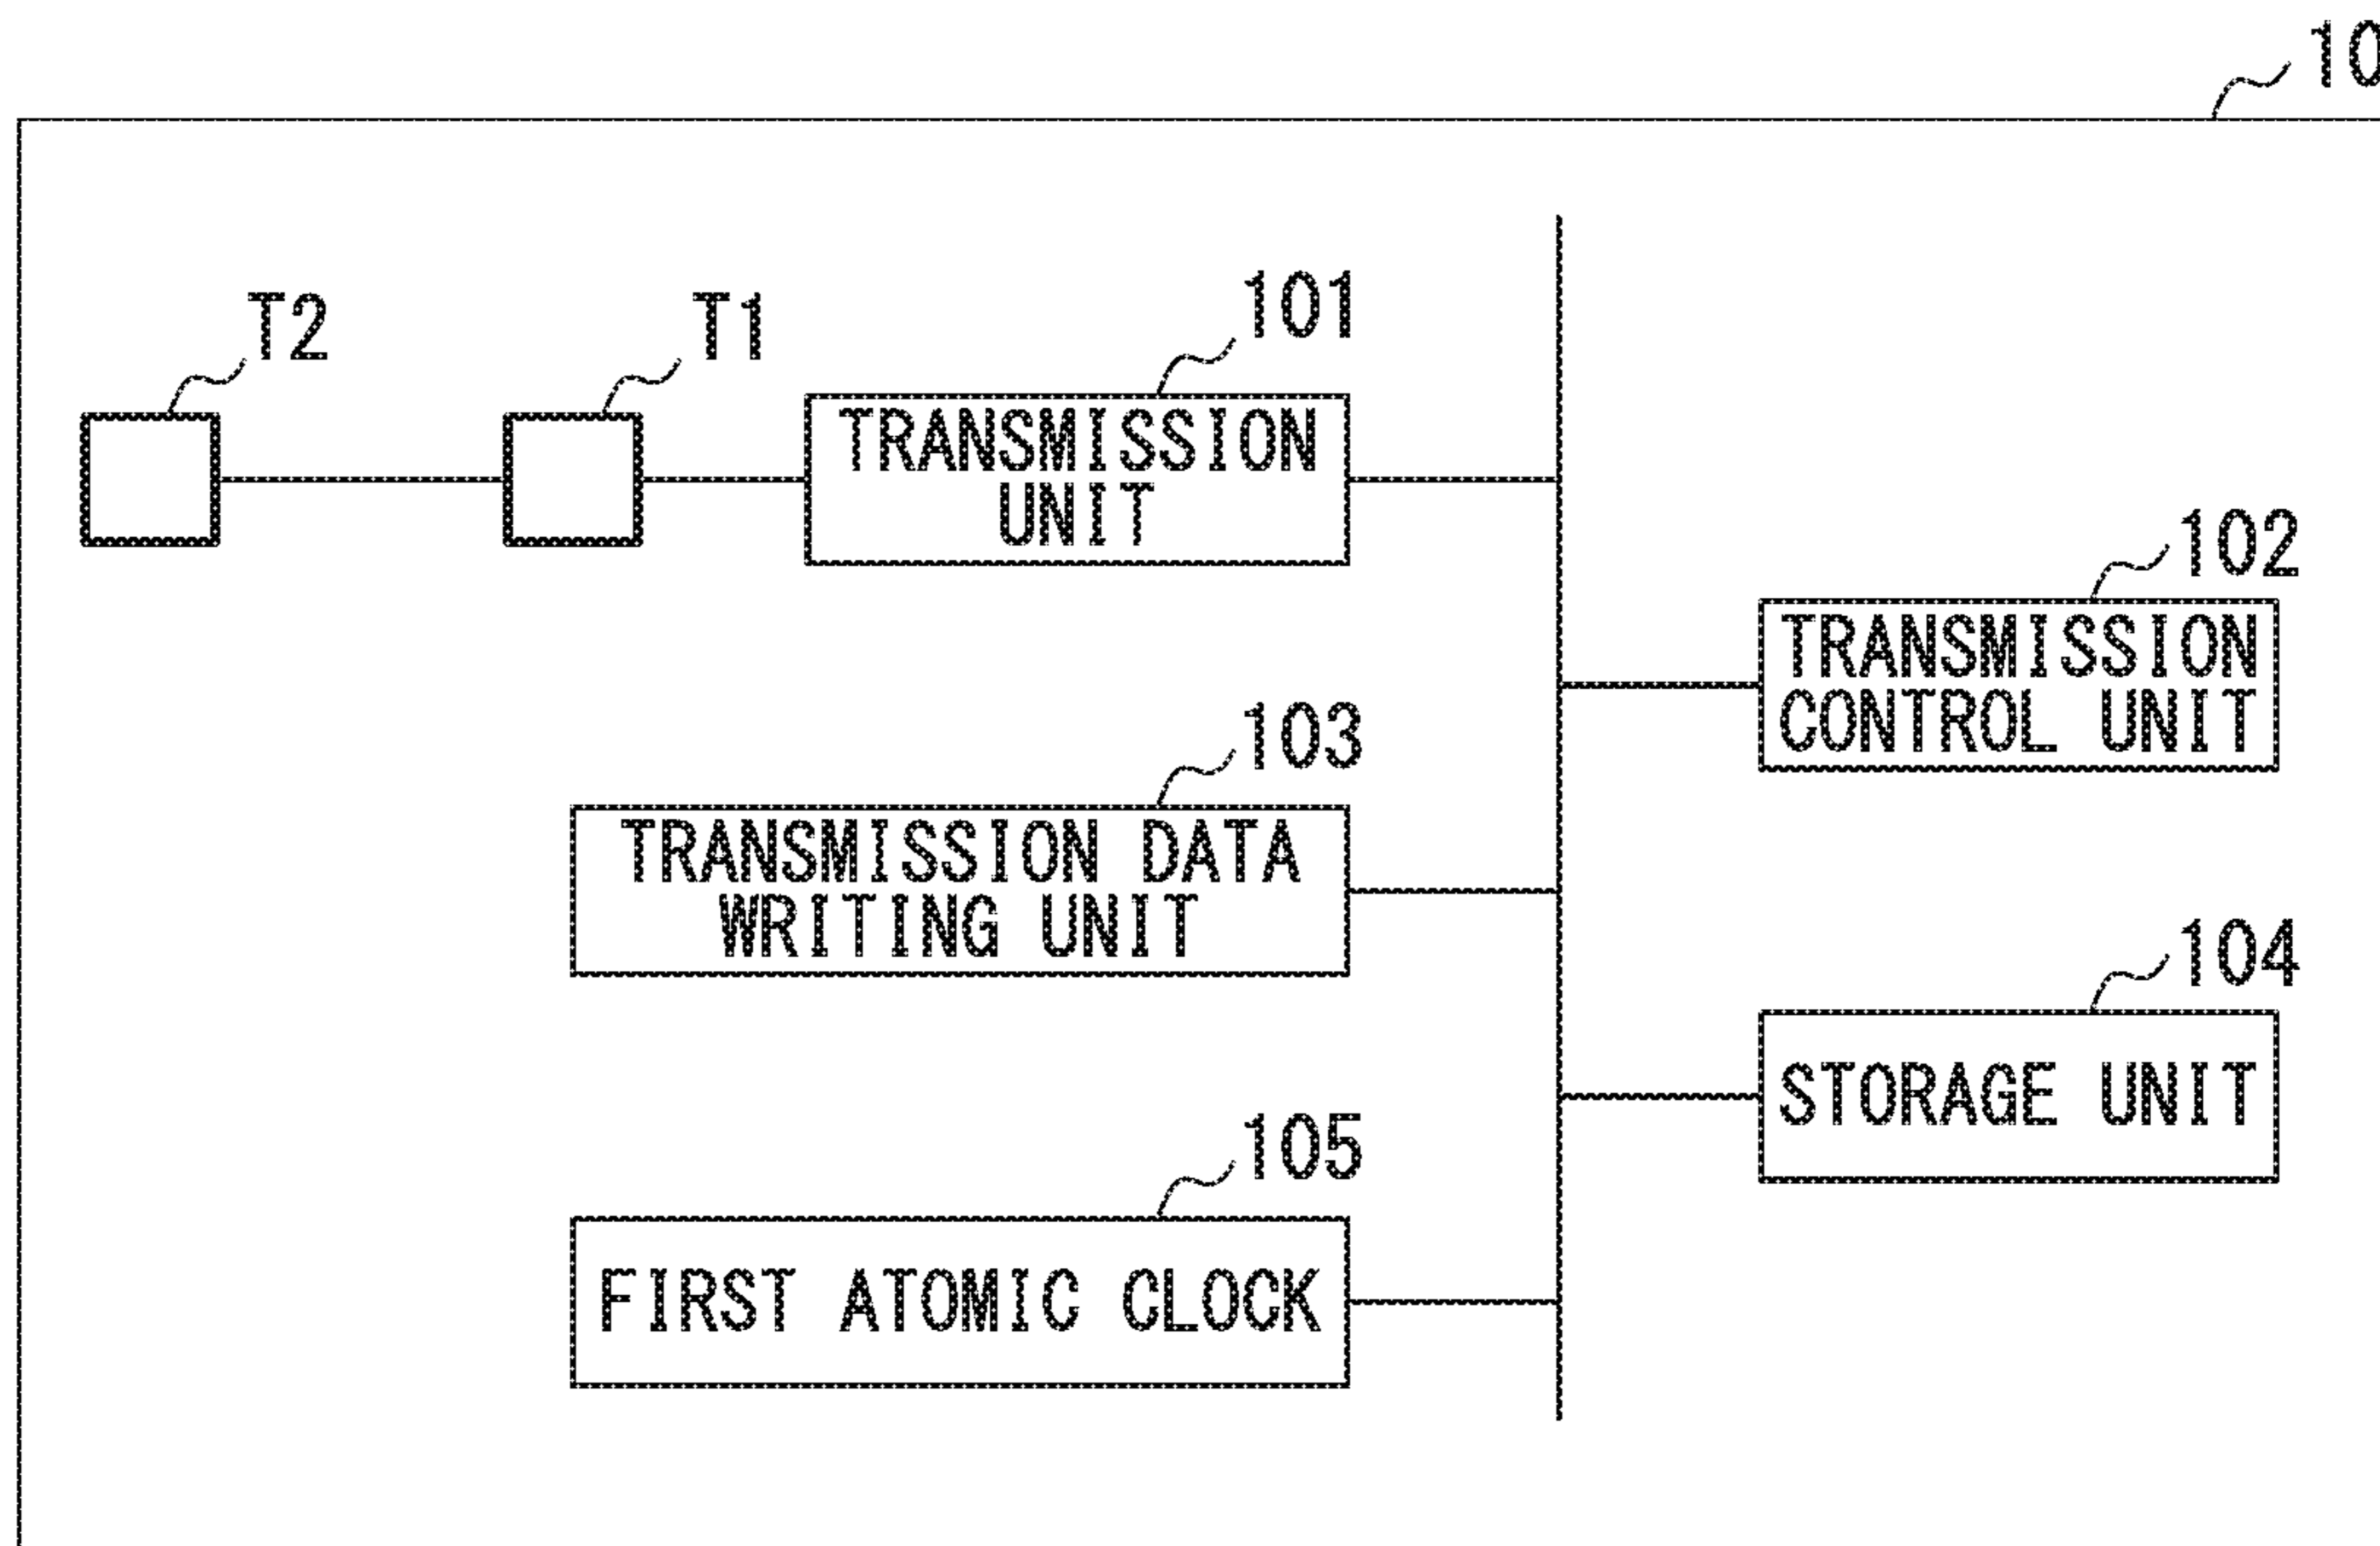 10
T2
T1
101
TRANSMISSION
UNIT
102
TRANSMISSION
CONTROL UNIT
103
TRANSMISSION DATA
WRITING UNIT
104
STORAGE UNIT
105
FIRST ATOMIC CLOCK